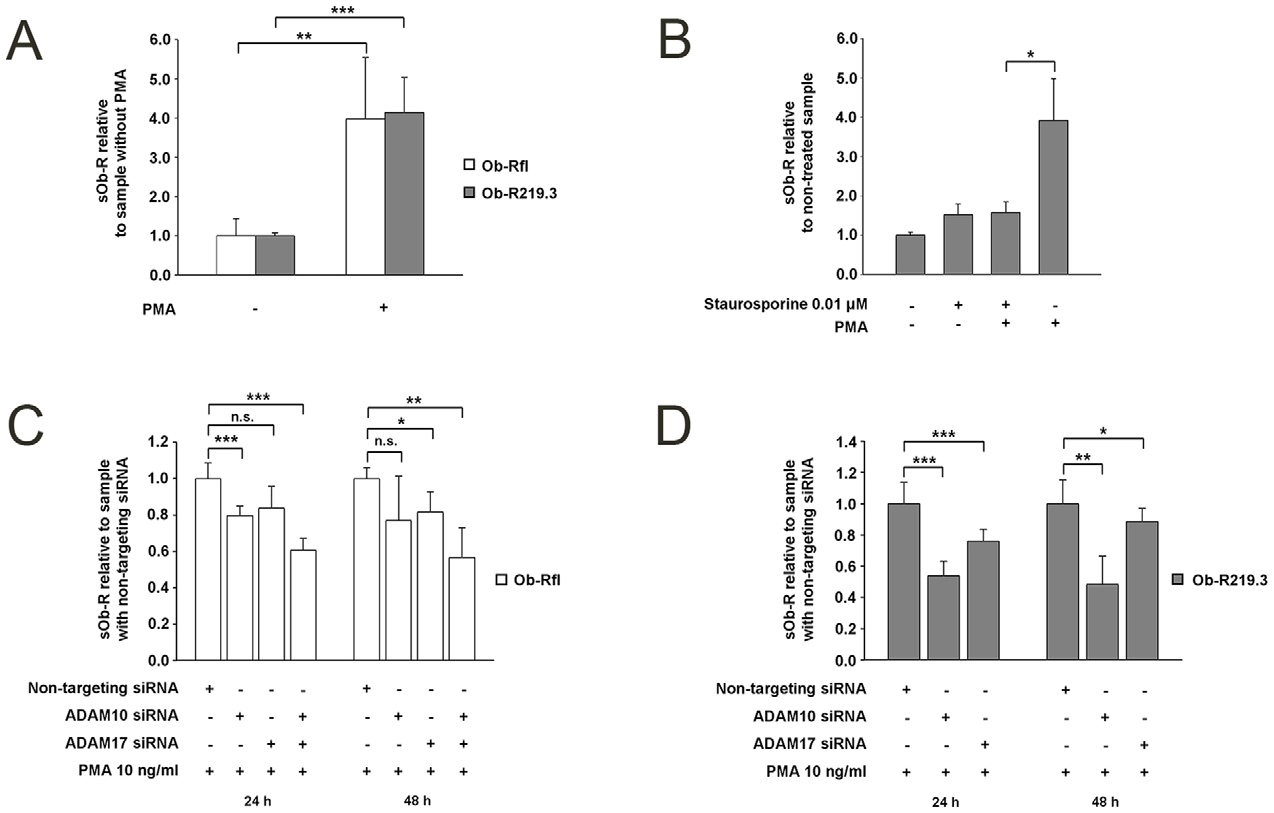 A
***
**
6.0
5.0
4.0
3.0
2.0
1.0
0.0
sOb-R relative
to sample without PMA
Ob-Rfl
Ob-R219.3
PMA - +
B
*
6.0
5.0
4.0
3.0
2.0
1.0
0.0
sOb-R relative
to non-treated sample
Staurosporine 0.01 µM - + + -
PMA - - + +
C
***
n.s.
***
**
*
n.s.
1.2
1.0
0.8
0.6
0.4
0.2
0.0
sOb-R relative to sample
with non-targeting siRNA
Ob-Rfl
Non-targeting siRNA + - - - + - - -
ADAM10 siRNA - + - + - + - +
ADAM17 siRNA - - + + - - + +
PMA 10 ng/ml + + + + + + + +
24 h 48 h
D
***
***
*
**
1.4
1.2
1.0
0.8
0.6
0.4
0.2
0.0
sOb-R relative to sample
with non-targeting siRNA
Ob-R219.3
Non-targeting siRNA + - - + - -
ADAM10 siRNA - + - - + -
ADAM17 siRNA - - + - - +
PMA 10 ng/ml + + + + + +
24 h 48 h